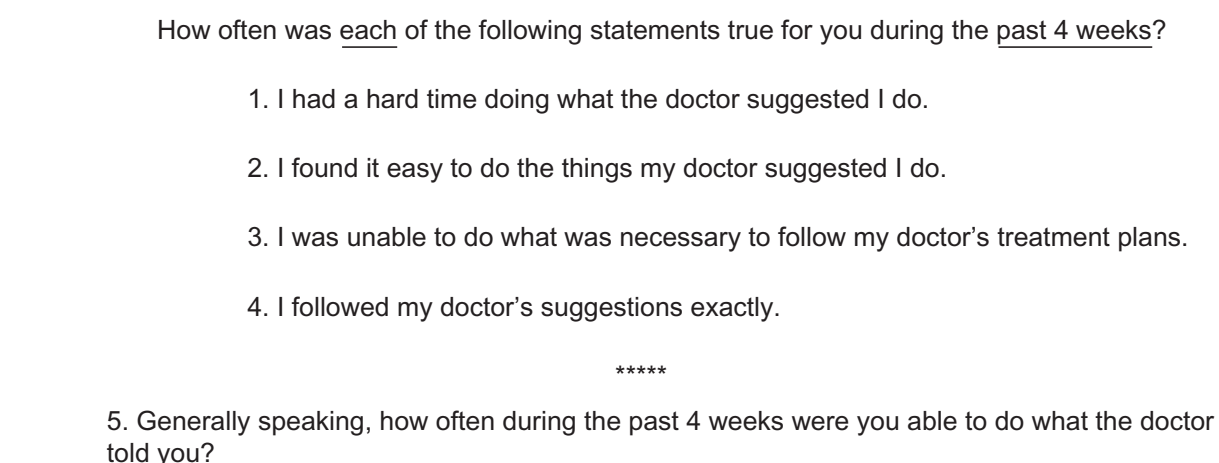 How often was each of the following statements true for you during the past 4 weeks?
1. I had a hard time doing what the doctor suggested I do.
2. I found it easy to do the things my doctor suggested I do.
3. I was unable to do what was necessary to follow my doctor’s treatment plans.
4. I followed my doctor’s suggestions exactly.
*****
5. Generally speaking, how often during the past 4 weeks were you able to do what the doctor
told you?